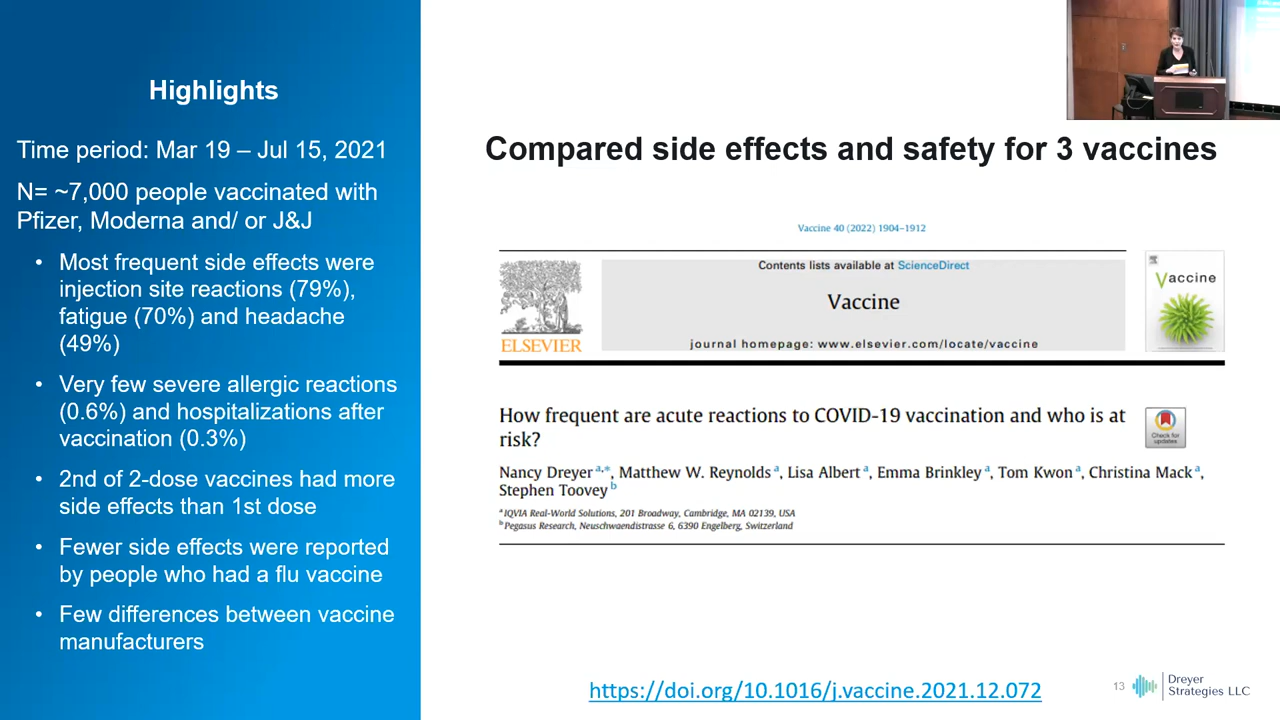 Highlights
Time period: Mar 19 – Jul 15, 2021
N= ~7,000 people vaccinated with
Pfizer, Moderna and/ or J&J
• Most frequent side effects were
injection site reactions (79%),
fatigue (70%) and headache
(49%)
• Very few severe allergic reactions
(0.6%) and hospitalizations after
vaccination (0.3%)
• 2nd of 2-dose vaccines had more
side effects than 1st dose
• Fewer side effects were reported
by people who had a flu vaccine
• Few differences between vaccine
manufacturers
Compared side effects and safety for 3 vaccines
Vaccine 40 (2022) 1904–1912
Contents lists available at ScienceDirect
Vaccine
journal homepage: www.elsevier.com/locate/vaccine
ELSEVIER
Vaccine
How frequent are acute reactions to COVID-19 vaccination and who is at
risk?
Check for
updates
Nancy Dreyer a,*, Matthew W. Reynolds a, Lisa Albert a, Emma Brinkley a, Tom Kwon a, Christina Mack a,
Stephen Toovey b
a IQVIA Real-World Solutions, 201 Broadway, Cambridge, MA 02139, USA
b Pegasus Research, Neuschwaendistrasse 6, 6390 Engelberg, Switzerland
https://doi.org/10.1016/j.vaccine.2021.12.072
13
Dreyer
Strategies LLC